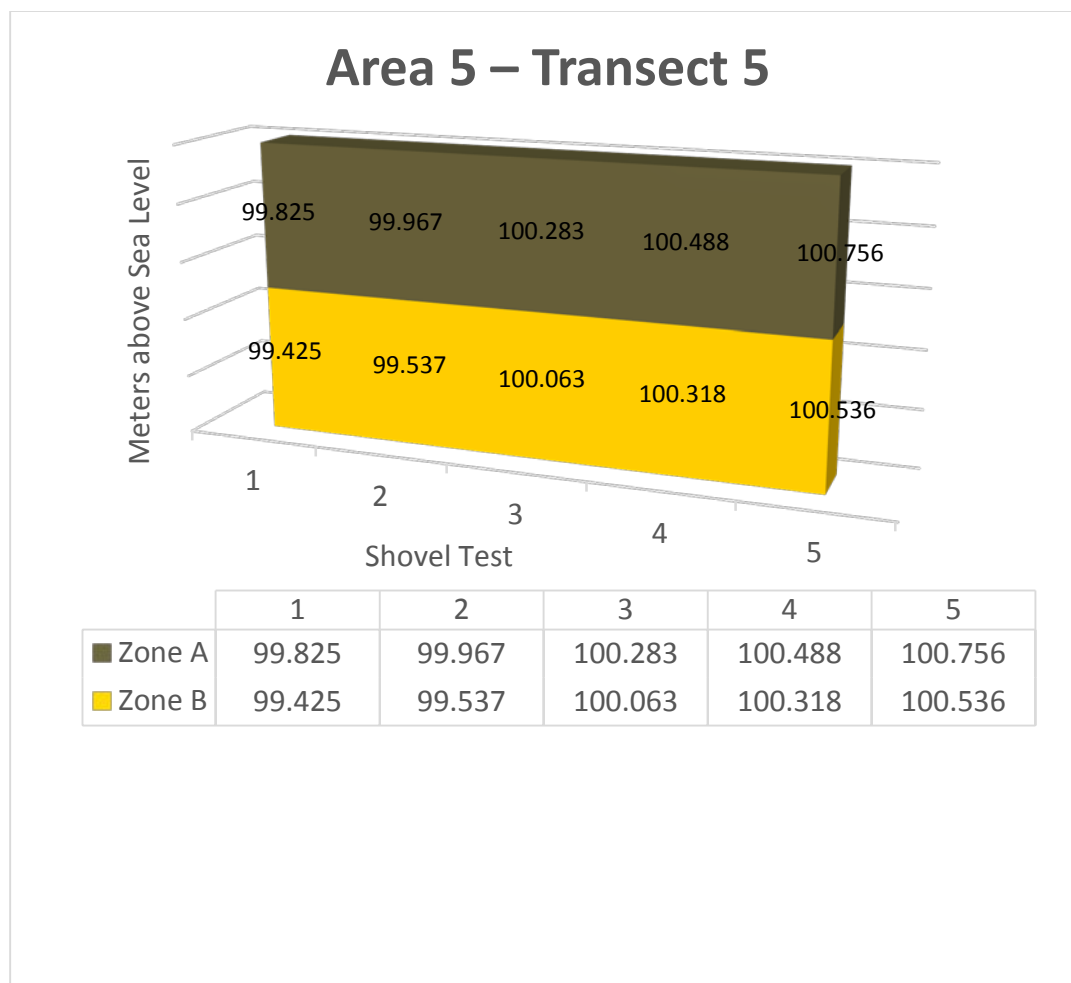 Area 5 – Transect 5
Meters above Sea Level
99.825 99.967 100.283 100.488 100.756
99.425 99.537 100.063 100.318 100.536
1 2 3 4 5
Shovel Test
1 2 3 4 5
Zone A 99.825 99.967 100.283 100.488 100.756
Zone B 99.425 99.537 100.063 100.318 100.536